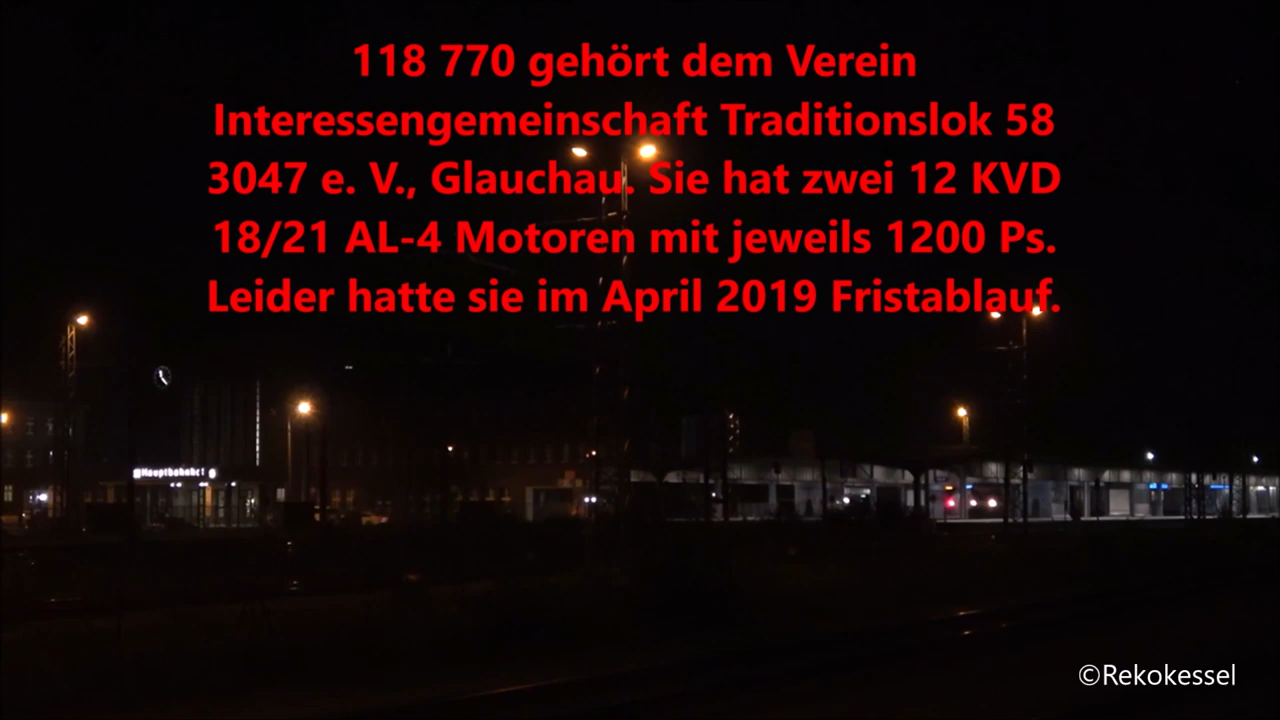 118 770 gehört dem Verein
Interessengemeinschaft Traditionslok 58
3047 e. V., Glauchau. Sie hat zwei 12 KVD
18/21 AL-4 Motoren mit jeweils 1200 Ps.
Leider hatte sie im April 2019 Fristablauf.
Hauptbahnhof
©Rekokessel